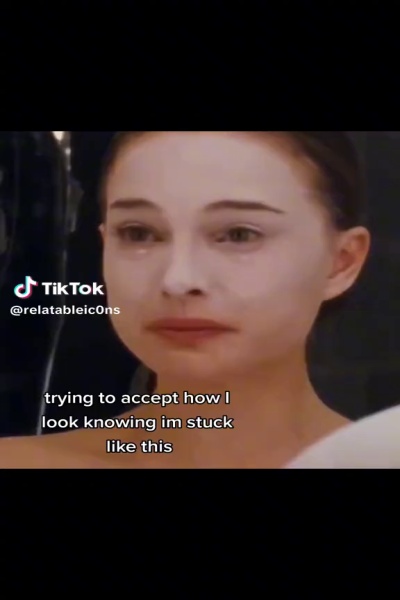 TikTok
@relatableic0ns
trying to accept how I
look knowing im stuck
like this